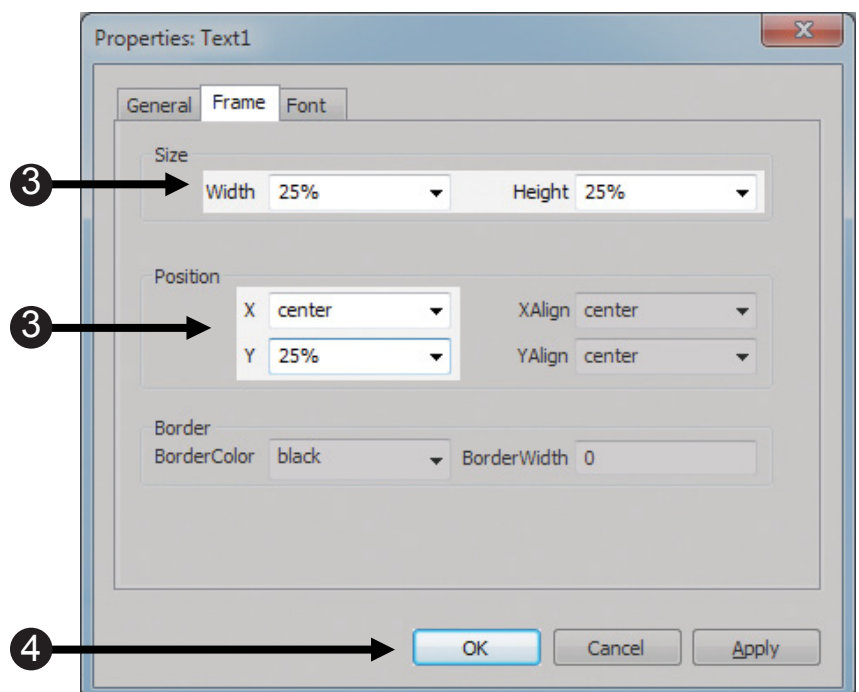 Properties: Text1
General Frame Font
Size
3 Width 25% Height 25%
Position
3 X center XAlign center
Y 25% YAlign center
Border
BorderColor black BorderWidth 0
4 OK Cancel Apply